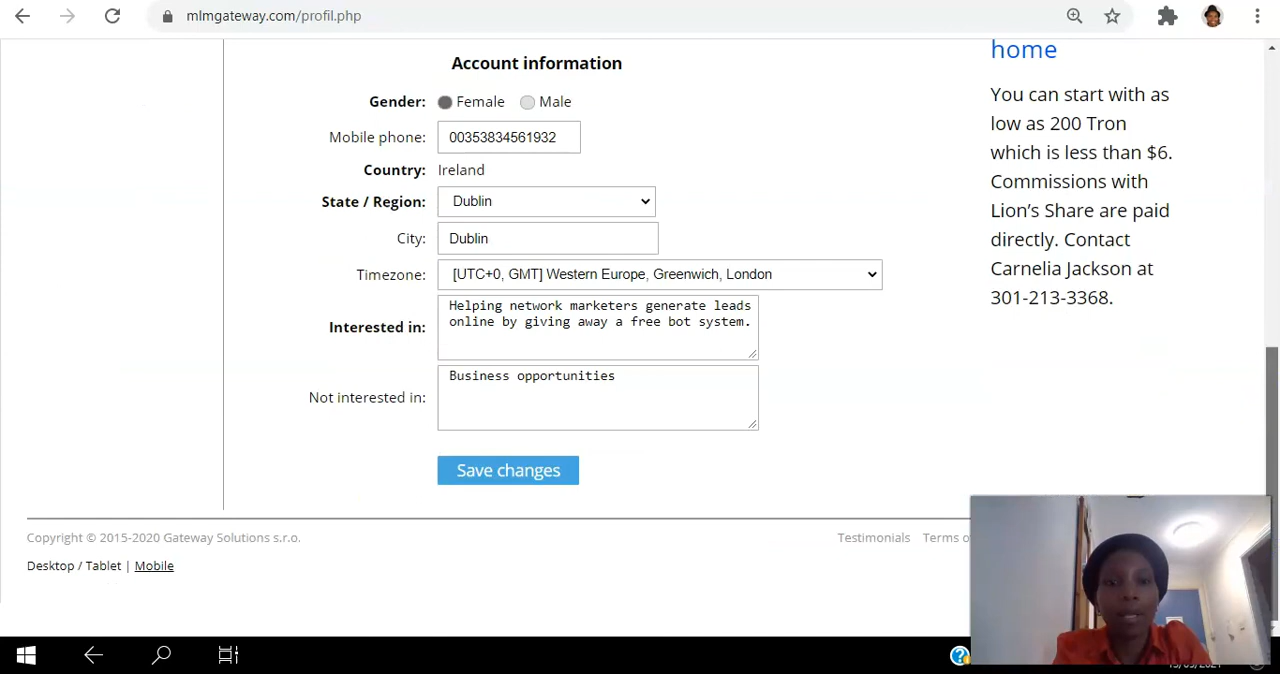 mlmgateway.com/profil.php
home
You can start with as
low as 200 Tron
which is less than $6.
Commissions with
Lion's Share are paid
directly. Contact
Carnelia Jackson at
301-213-3368.
Account information
Gender: Female Male
Mobile phone: 00353834561932
Country: Ireland
State / Region: Dublin
City: Dublin
Timezone: [UTC+0, GMT] Western Europe, Greenwich, London
Interested in: Helping network marketers generate leads
online by giving away a free bot system.
Not interested in: Business opportunities
Save changes
Copyright © 2015-2020 Gateway Solutions s.r.o. Testimonials Terms o
Desktop / Tablet | Mobile